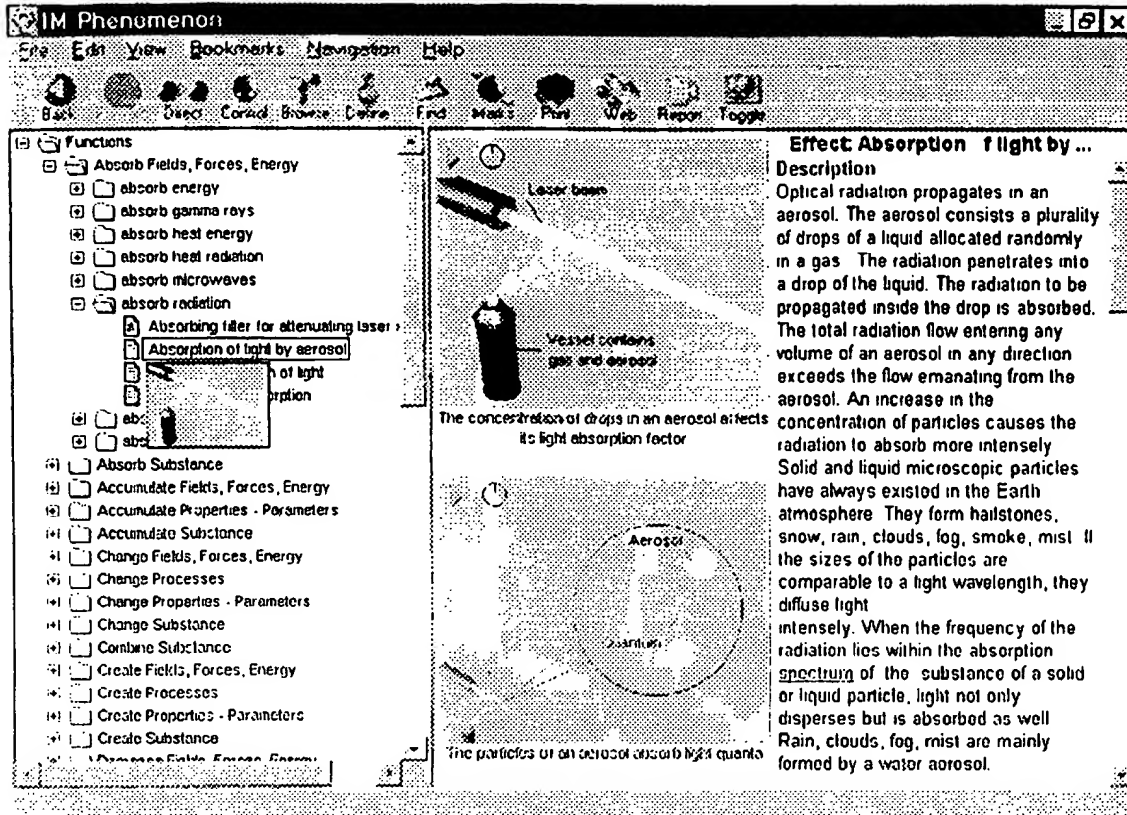 IM Phenomenon
File Edit View Bookmarks Navigation Help
Back Direct Control Browse Define Find Marks Print Web Report Toggle
Functions
Absorb Fields, Forces, Energy
absorb energy
absorb gamma rays
absorb heat energy
absorb heat radiation
absorb microwaves
absorb radiation
Absorbing filter for attenuating laser
Absorption of light by aerosol
of light
orption
abs
abs
Absorb Substance
Accumulate Fields, Forces, Energy
Accumulate Properties - Parameters
Accumulate Substance
Change Fields, Forces, Energy
Change Processes
Change Properties - Parameters
Change Substance
Combine Substance
Create Fields, Forces, Energy
Create Processes
Create Properties - Parameters
Create Substance
Laser beam
Vessel contains
gas and aerosol
The concentration of drops in an aerosol affects
its light absorption factor
Aerosol
Quantum
The particles of an aerosol absorb light quanta
Effect: Absorption f light by ...
Description
Optical radiation propagates in an
aerosol. The aerosol consists a plurality
of drops of a liquid allocated randomly
in a gas The radiation penetrates into
a drop of the liquid. The radiation to be
propagated inside the drop is absorbed.
The total radiation flow entering any
volume of an aerosol in any direction
exceeds the flow emanating from the
aerosol. An increase in the
concentration of particles causes the
radiation to absorb more intensely
Solid and liquid microscopic particles
have always existed in the Earth
atmosphere They form hailstones,
snow, rain, clouds, fog, smoke, mist If
the sizes of the particles are
comparable to a light wavelength, they
diffuse light
intensely. When the frequency of the
radiation lies within the absorption
spectrum of the substance of a solid
or liquid particle, light not only
disperses but is absorbed as well
Rain, clouds, fog, mist are mainly
formed by a water aerosol.